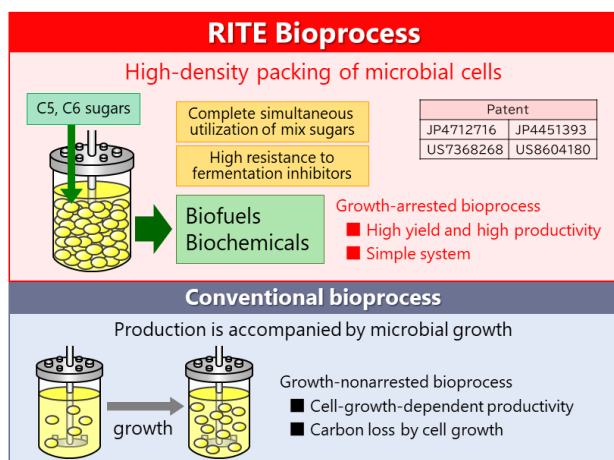 RITE Bioprocess
High-density packing of microbial cells
C5, C6 sugars
Complete simultaneous
utilization of mix sugars
High resistance to
fermentation inhibitors
Patent
JP4712716 JP4451393
US7368268 US8604180
Biofuels
Biochemicals
Growth-arrested bioprocess
■ High yield and high productivity
■ Simple system
Conventional bioprocess
Production is accompanied by microbial growth
growth
Growth-nonarrested bioprocess
■ Cell-growth-dependent productivity
■ Carbon loss by cell growth